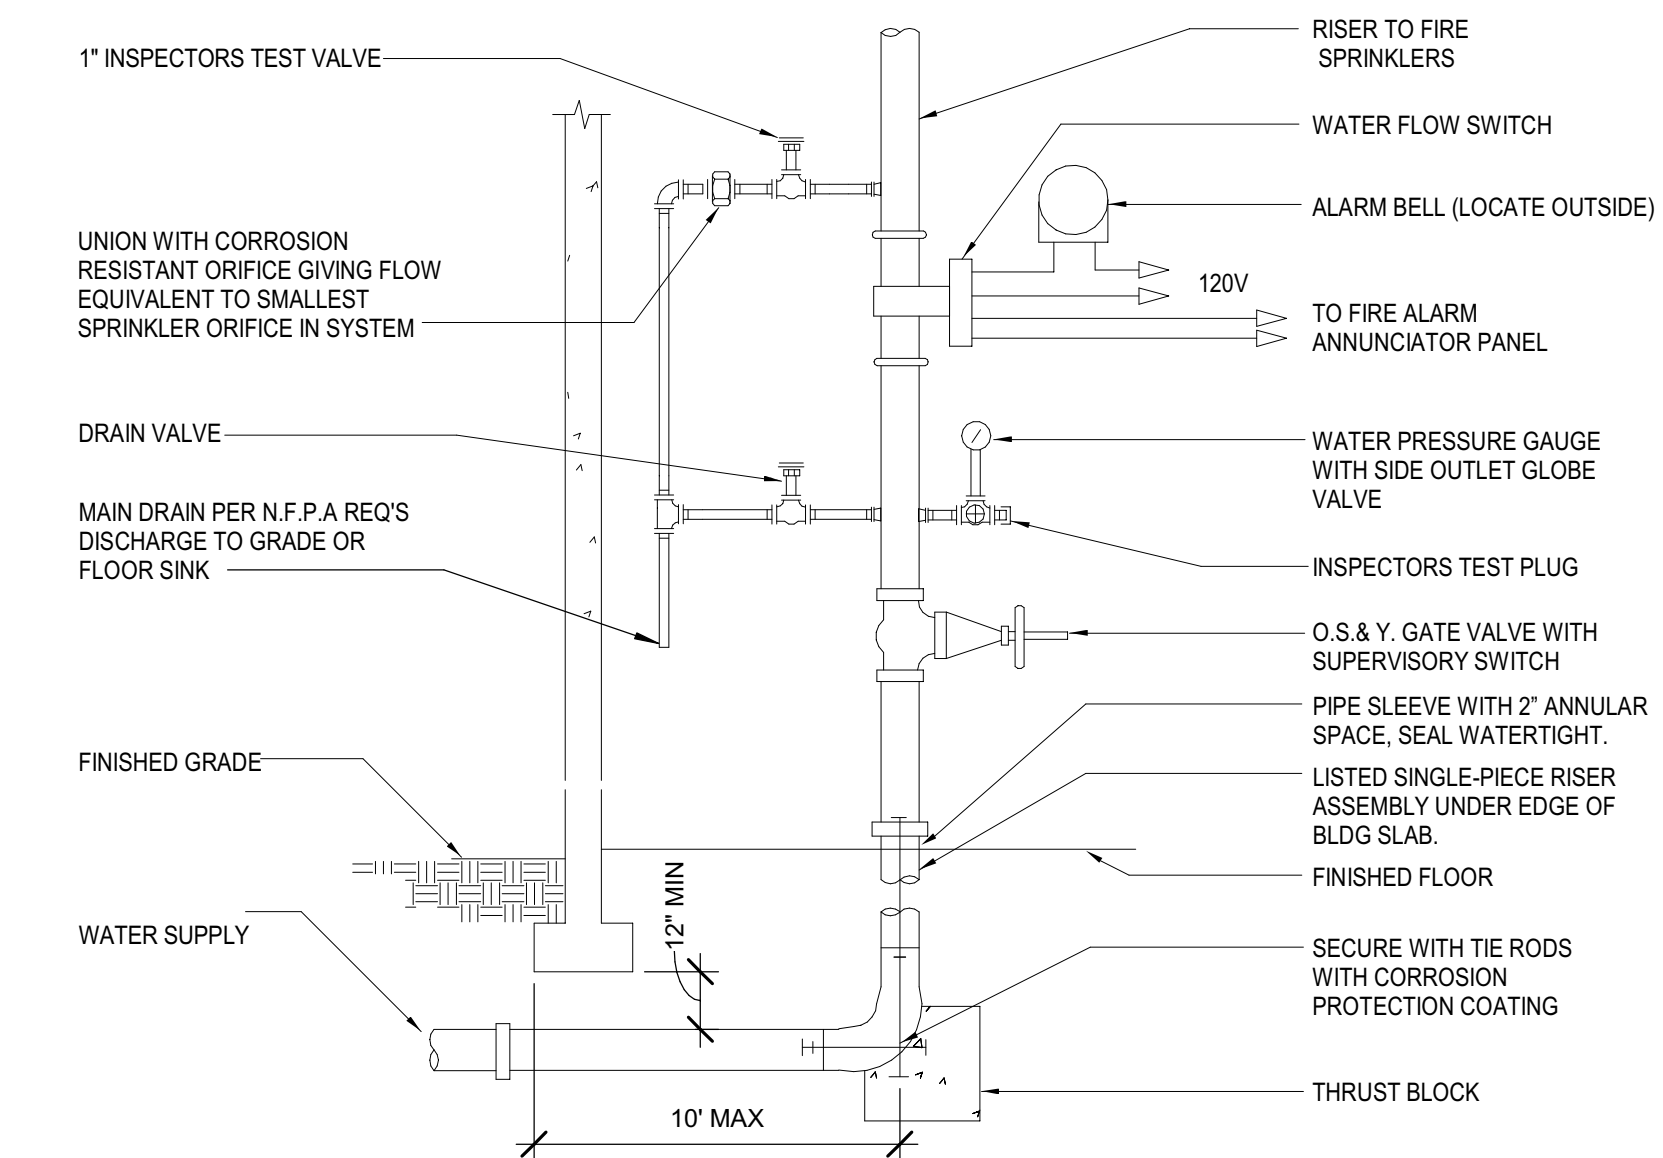 1" INSPECTORS TEST VALVE
UNION WITH CORROSION
RESISTANT ORIFICE GIVING FLOW
EQUIVALENT TO SMALLEST
SPRINKLER ORIFICE IN SYSTEM
DRAIN VALVE
MAIN DRAIN PER N.F.P.A REQ'S
DISCHARGE TO GRADE OR
FLOOR SINK
FINISHED GRADE
WATER SUPPLY
12" MIN
10' MAX
RISER TO FIRE
SPRINKLERS
WATER FLOW SWITCH
ALARM BELL (LOCATE OUTSIDE)
120V
TO FIRE ALARM
ANNUNCIATOR PANEL
WATER PRESSURE GAUGE
WITH SIDE OUTLET GLOBE
VALVE
INSPECTORS TEST PLUG
O.S.& Y. GATE VALVE WITH
SUPERVISORY SWITCH
PIPE SLEEVE WITH 2” ANNULAR
SPACE, SEAL WATERTIGHT.
LISTED SINGLE-PIECE RISER
ASSEMBLY UNDER EDGE OF
BLDG SLAB.
FINISHED FLOOR
SECURE WITH TIE RODS
WITH CORROSION
PROTECTION COATING
THRUST BLOCK